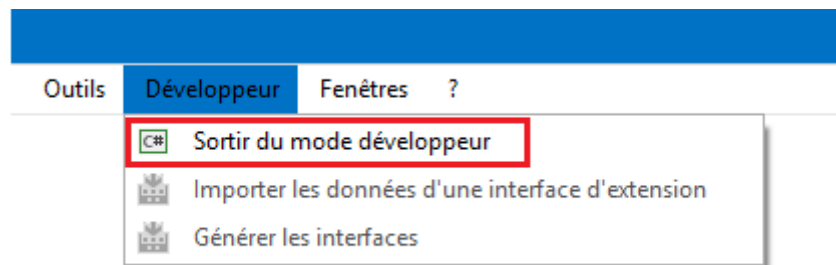 Outils Développeur Fenêtres ?
C# Sortir du mode développeur
Importer les données d'une interface d'extension
Générer les interfaces